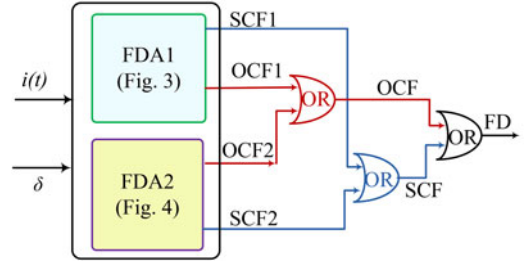 SCF1
FDA1
(Fig. 3)
i(t)
OCF1
OR
OCF
FD
OR
δ
FDA2
(Fig. 4)
OCF2
OR
SCF
SCF2